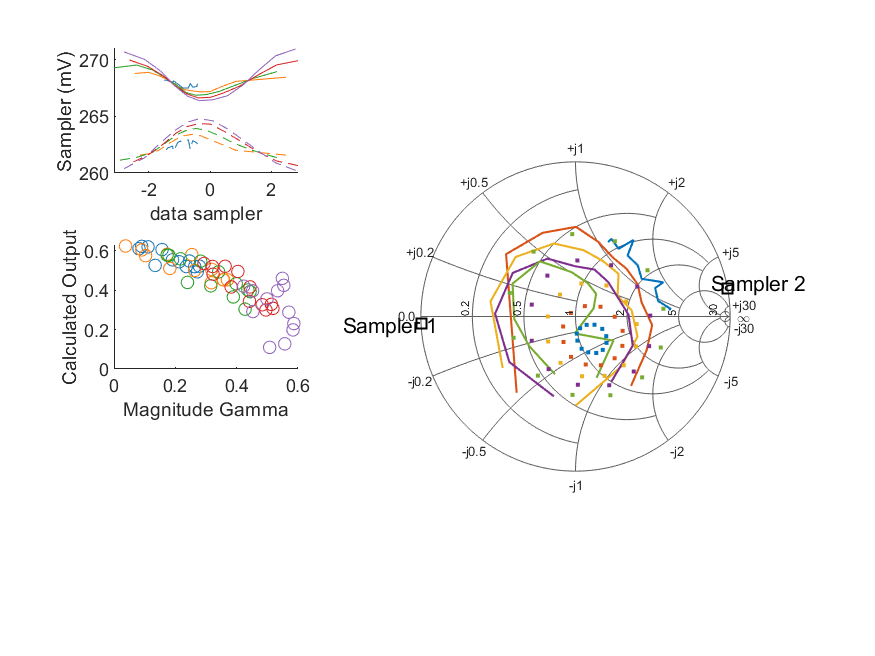 270
265
260
Sampler (mV)
-2
0
2
data sampler
0.6
0.4
0.2
0
Calculated Output
0
0.2
0.4
0.6
Magnitude Gamma
+j1
+j0.5
+j2
+j0.2
+j5
Sampler 2
+j30
0.0
0.2
0.5
1
2
5
30
∞
Sampler 1
-j30
-j0.2
-j5
-j0.5
-j2
-j1